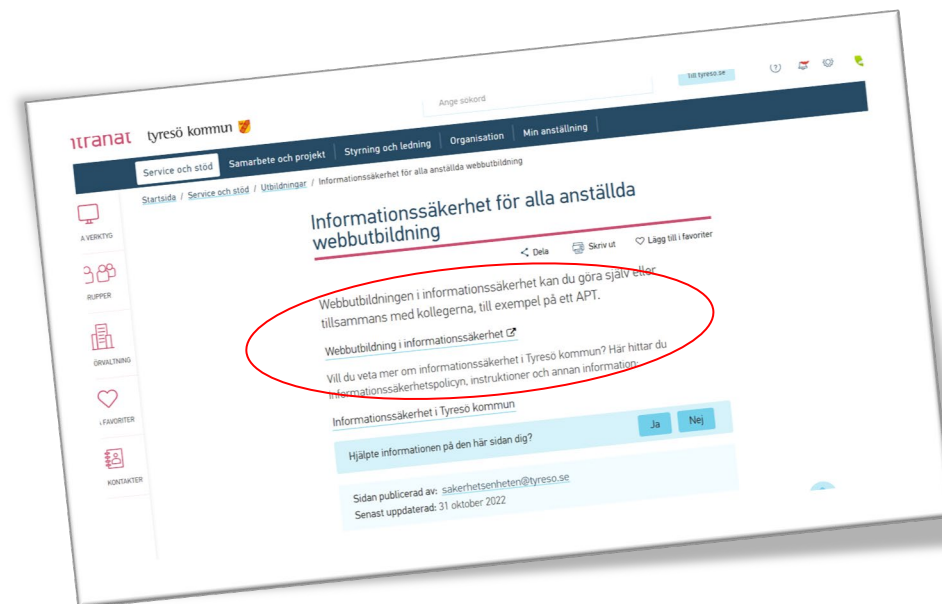 Till tyreso.se
Ange sökord
ıtranat tyresö kommun
Service och stöd Samarbete och projekt Styrning och ledning Organisation Min anställning
Startsida / Service och stöd / Utbildningar / Informationssäkerhet för alla anställda webbutbildning
Informationssäkerhet för alla anställda
webbutbildning
Dela Skriv ut Lägg till i favoriter
A VERKTYG
RUPPER
ÖRVALTNING
FAVORITER
KONTAKTER
Webbutbildningen i informationssäkerhet kan du göra själv eller
tillsammans med kollegerna, till exempel på ett APT.
Webbutbildning i informationssäkerhet
Vill du veta mer om informationssäkerhet i Tyresö kommun? Här hittar du
informationssäkerhetspolicyn, instruktioner och annan information:
Informationssäkerhet i Tyresö kommun
Hjälpte informationen på den här sidan dig? Ja Nej
Sidan publicerad av: sakerhetsenheten@tyreso.se
Senast uppdaterad: 31 oktober 2022